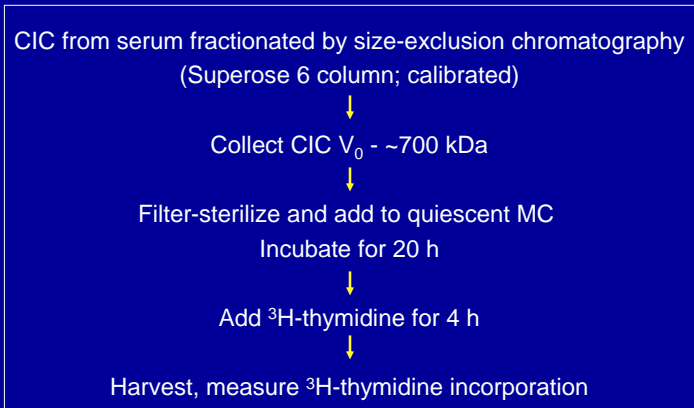 CIC from serum fractionated by size-exclusion chromatography
(Superose 6 column; calibrated)
Collect CIC V₀ - ~700 kDa
Filter-sterilize and add to quiescent MC
Incubate for 20 h
Add ³H-thymidine for 4 h
Harvest, measure ³H-thymidine incorporation